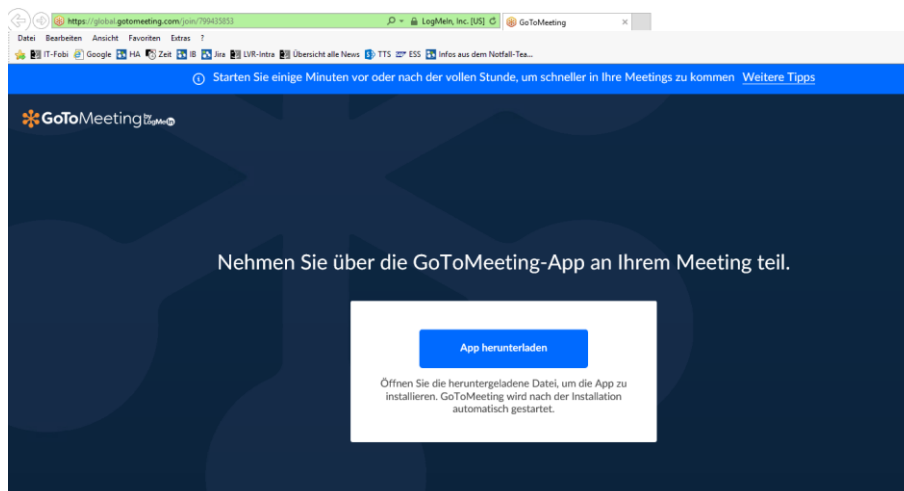 https://global.gotomeeting.com/join/799435853 LogMeIn, Inc. [US] GoToMeeting
Datei Bearbeiten Ansicht Favoriten Extras ?
IT-Fobi Google HA Zeit IB Jira LVR-Intra Übersicht alle News TTS ESS Infos aus dem Notfall-Tea...
Starten Sie einige Minuten vor oder nach der vollen Stunde, um schneller in Ihre Meetings zu kommen Weitere Tipps
GoToMeeting by LogMeIn
Nehmen Sie über die GoToMeeting-App an Ihrem Meeting teil.
App herunterladen
Öffnen Sie die heruntergeladene Datei, um die App zu
installieren. GoToMeeting wird nach der Installation
automatisch gestartet.